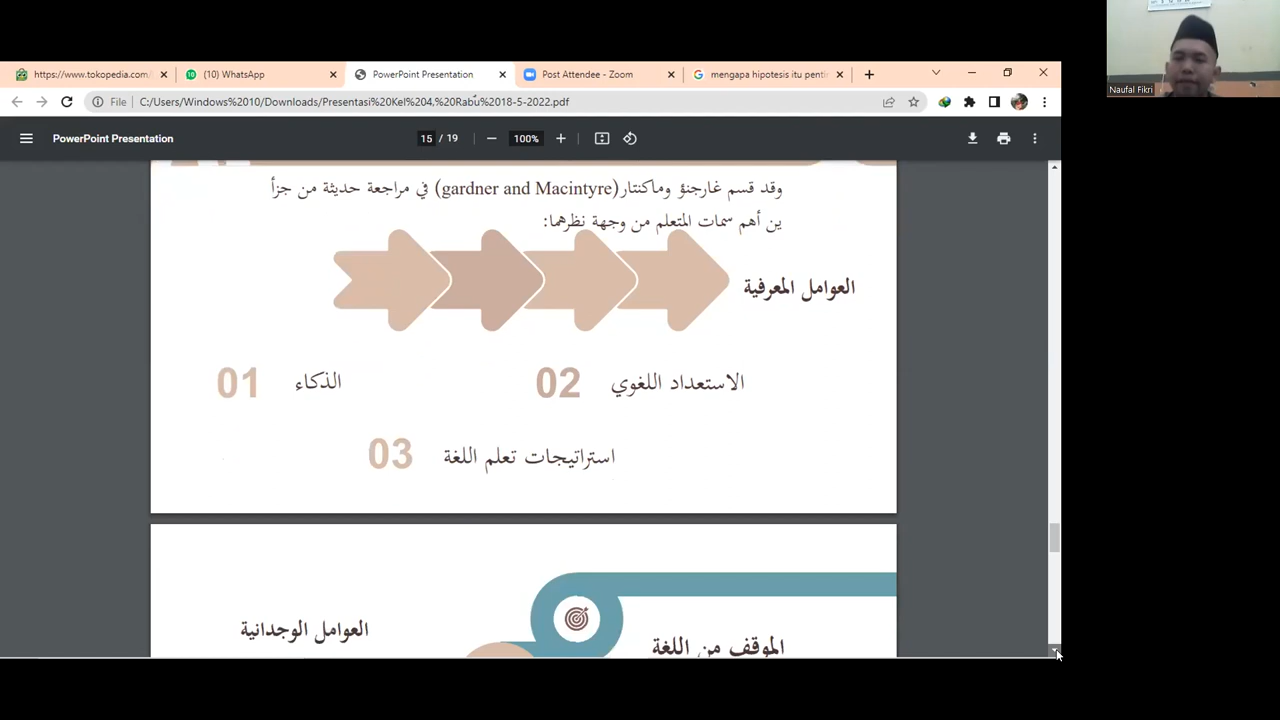 https://www.tokopedia.com/
(10) WhatsApp
PowerPoint Presentation
Post Attendee - Zoom
mengapa hipotesis itu penti
Naufal Fikri
File
C:/Users/Windows%2010/Downloads/Presentasi%20Kel%204,%20Rabu%2018-5-2022.pdf
PowerPoint Presentation
15 / 19
100%
وقد قسم غارجنؤ وماكنتار(gardner and Macintyre) في مراجعة حديثة من جزأ
ين أهم سمات المتعلم من وجهة نظرهما:
العوامل المعرفية
01 الذكاء
02 الاستعداد اللغوي
03 استراتيجات تعلم اللغة
العوامل الوجدانية
الموقف من اللغة